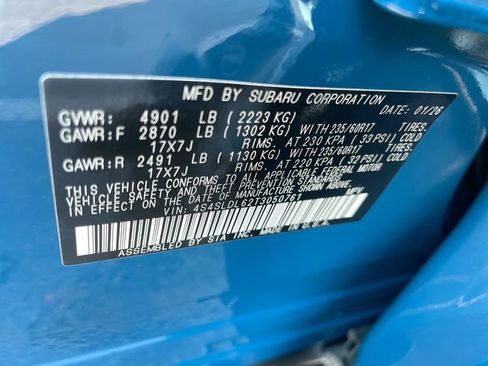 MFD BY SUBARU CORPORATION DATE: 01/26
GVWR: 4901 LB (2223 KG)
GAWR:F 2870 LB (1302 KG) WITH 235/60R17 TIRES.
17X7J RIMS. AT 230 KPA (33 PSI) COLD.
GAWR:R 2491 LB (1130 KG) WITH 235/60R17 TIRES.
17X7J RIMS. AT 220 KPA (32 PSI) COLD.
THIS VEHICLE CONFORMS TO ALL APPLICABLE FEDERAL MOTOR
VEHICLE SAFETY STANDARDS IN EFFECT ON THE DATE OF MANUFACTURE SHOWN ABOVE.
VIN: 4S4SLDL62T3050761 MPV
ASSEMBLED BY SIA INC. MADE IN U.S.A.